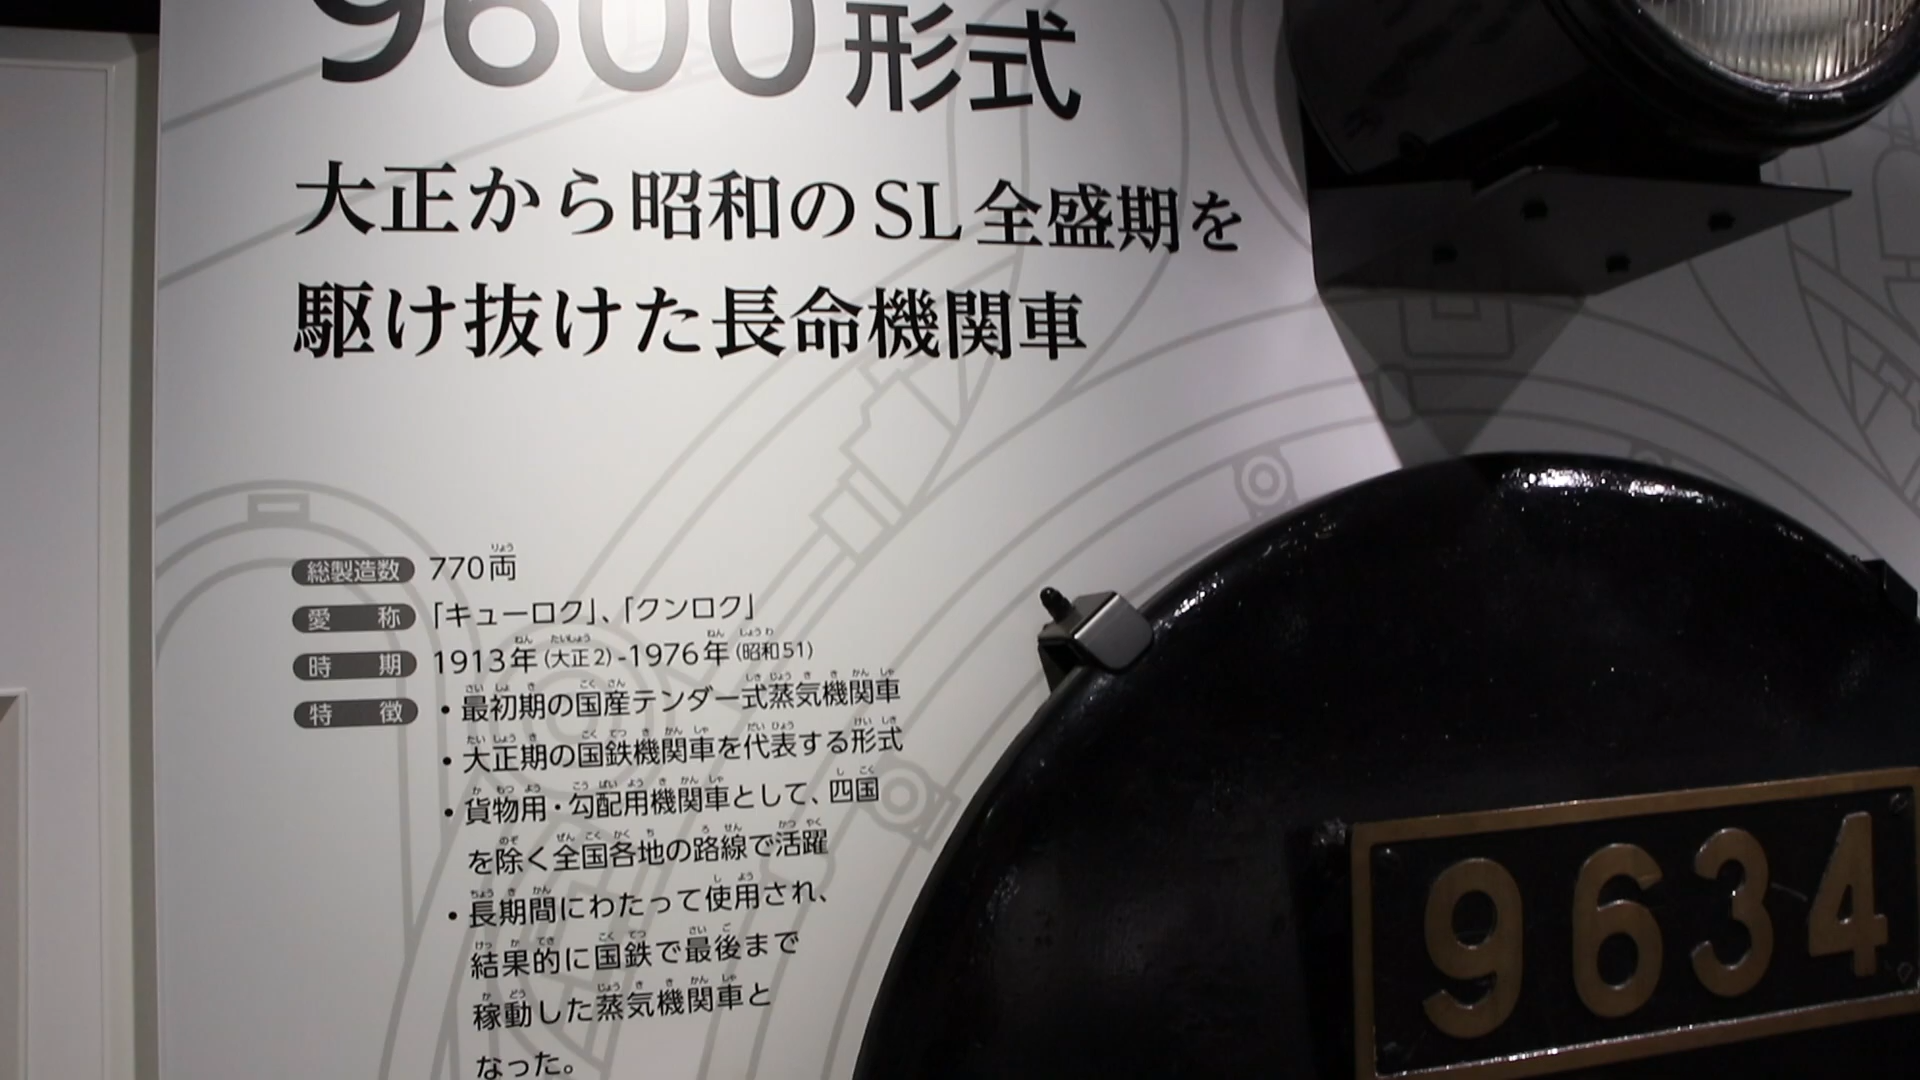 9600形式
大正から昭和のSL全盛期を
駆け抜けた長命機関車
総製造数 770両
愛称 「キューロク」、「クンロク」
時期 1913年(大正2)-1976年(昭和51)
特徴 ・最初期の国産テンダー式蒸気機関車
・大正期の国鉄機関車を代表する形式
・貨物用・勾配用機関車として、四国
を除く全国各地の路線で活躍
・長期間にわたって使用され、
結果的に国鉄で最後まで
稼動した蒸気機関車と
なった。
9634